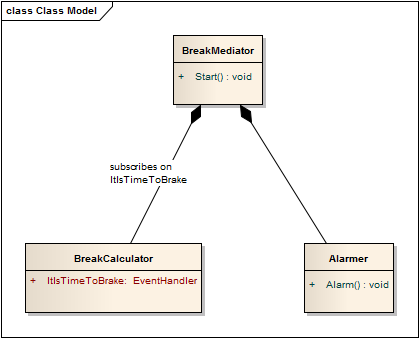 class Class Model
BreakMediator
+ Start() : void
subscribes on
ItIsTimeToBrake
BreakCalculator
+ ItIsTimeToBrake: EventHandler
Alarmer
+ Alarm() : void